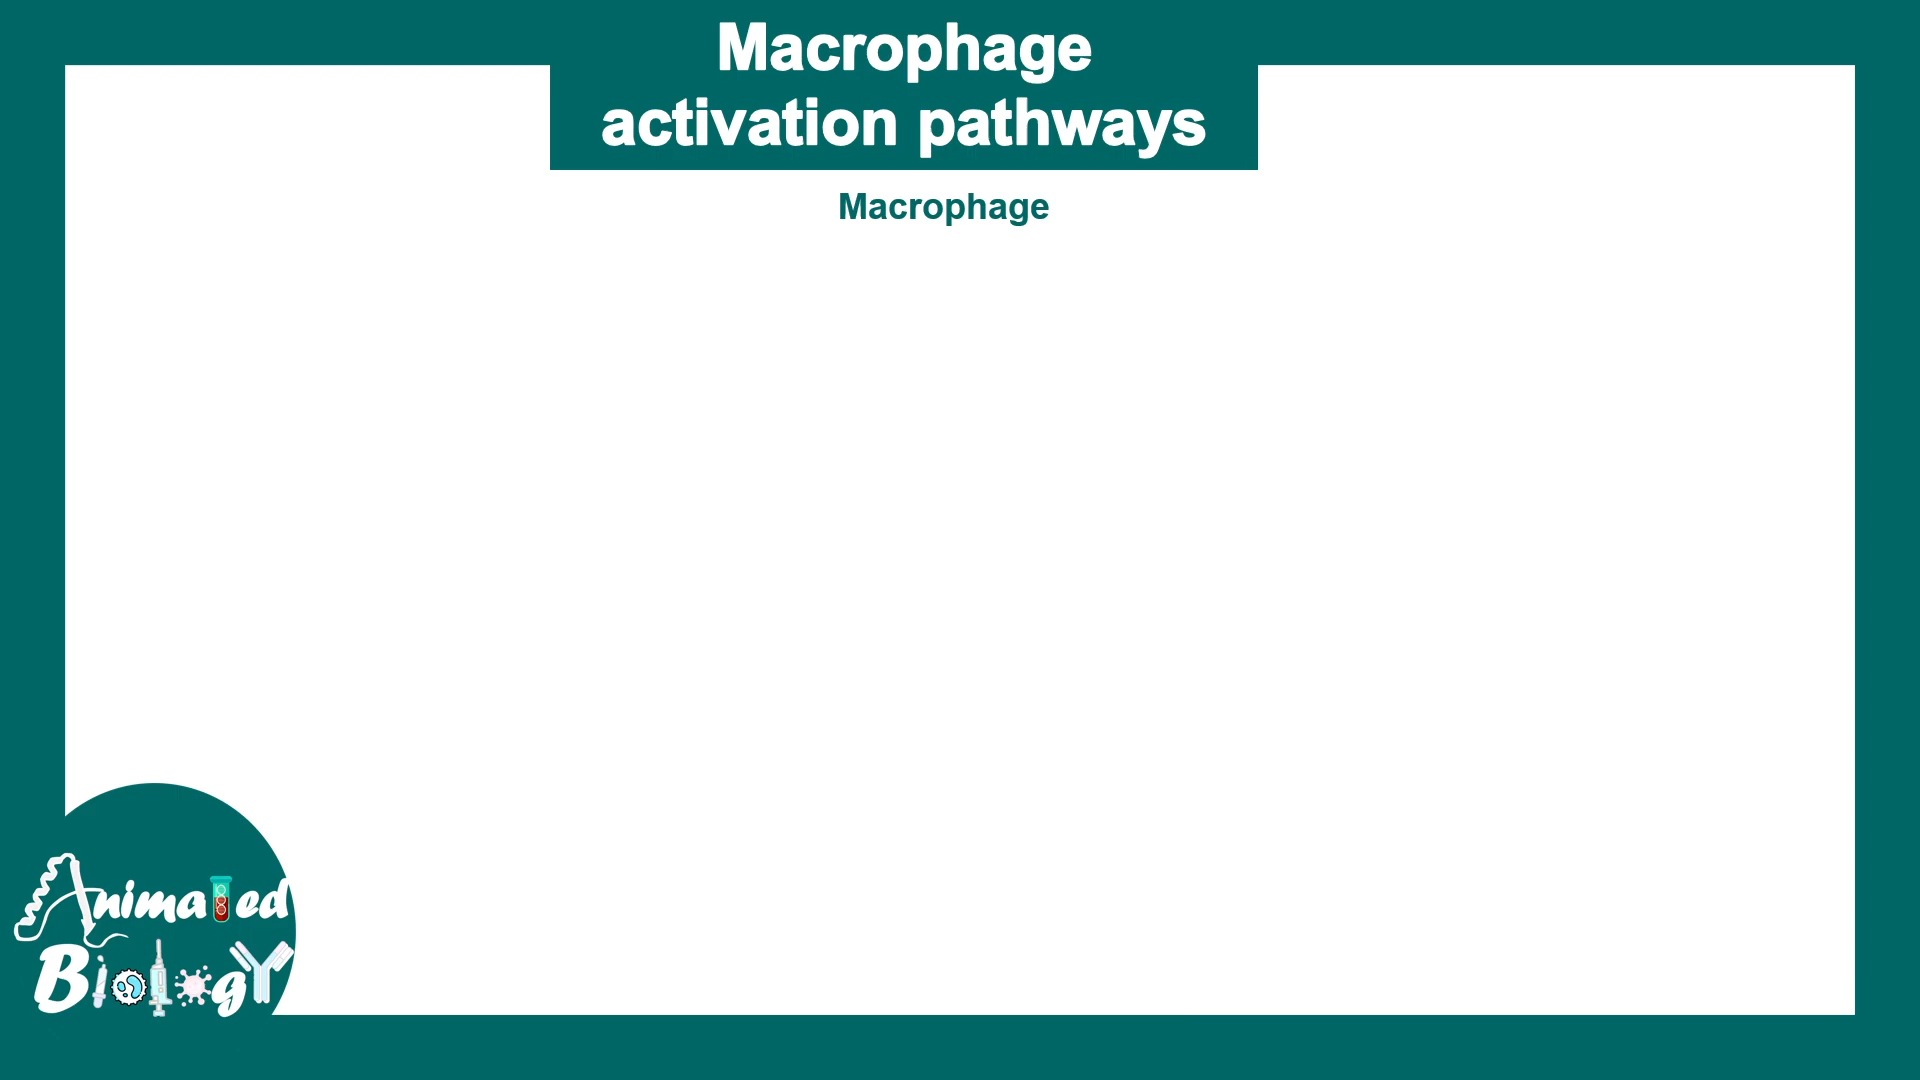 Macrophage
activation pathways
Macrophage
Animated
Biology